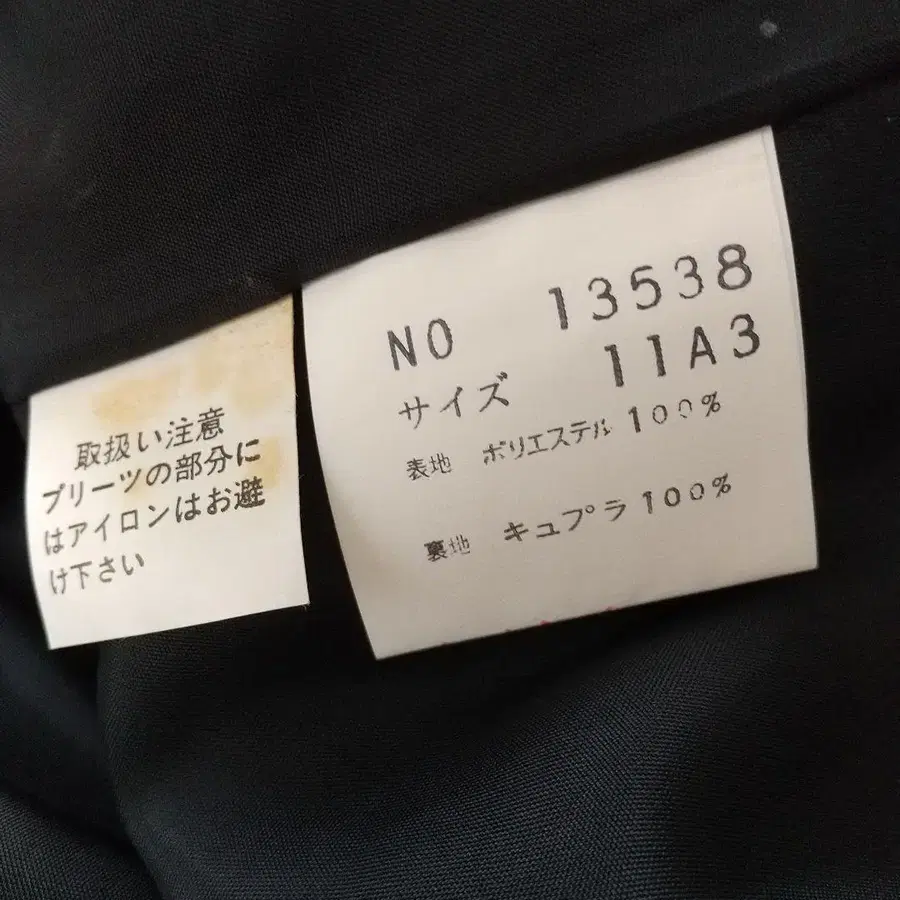 取扱い注意
プリーツの部分に
はアイロンはお避
け下さい
NO 13538
サイズ 11A3
表地 ポリエステル 100%
裏地 キュプラ 100%